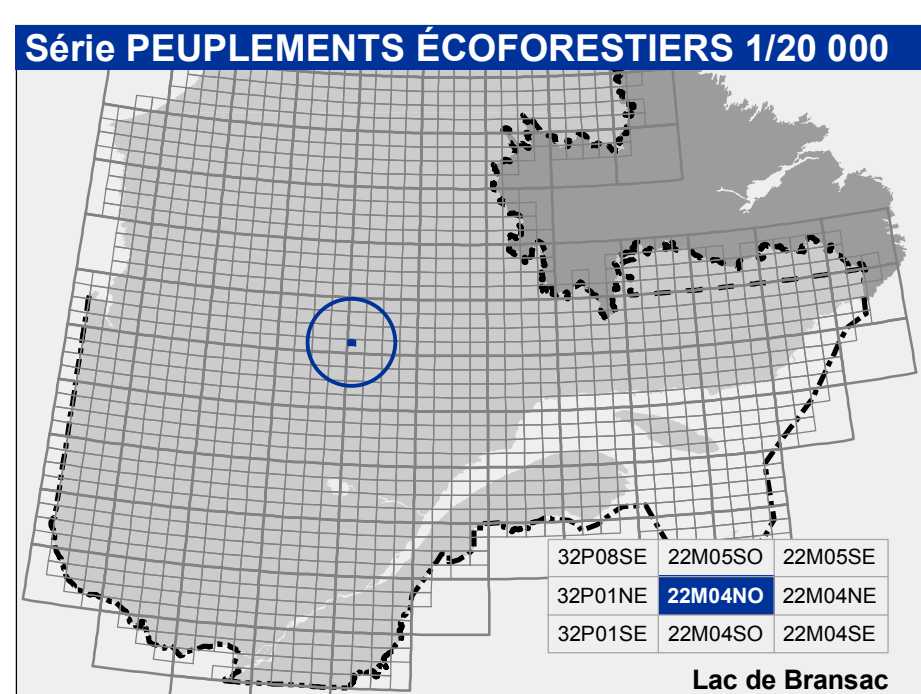 Série PEUPLEMENTS ÉCOFORESTIERS 1/20 000
32P08SE 22M05SO 22M05SE
32P01NE 22M04NO 22M04NE
32P01SE 22M04SO 22M04SE
Lac de Bransac